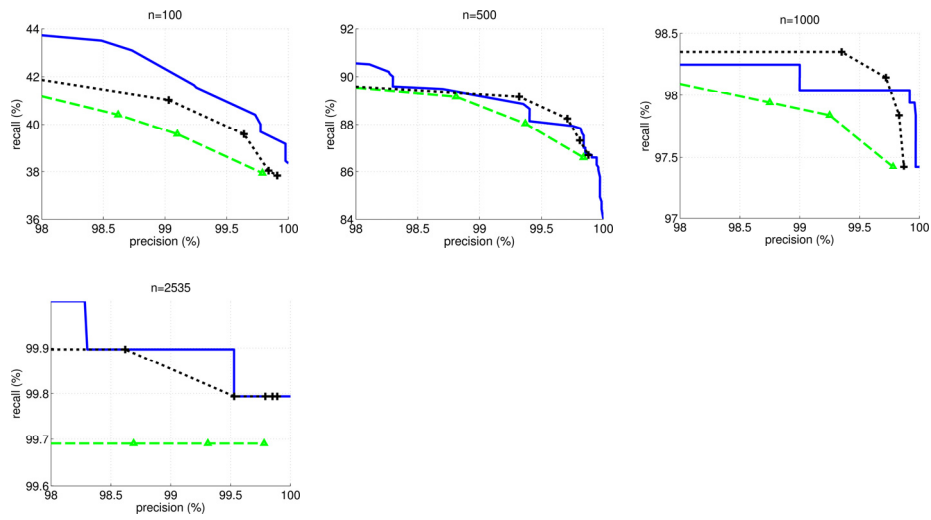 n=100
44
42
40
38
36
98 98.5 99 99.5 100
precision (%)
recall (%)
n=500
92
90
88
86
84
98 98.5 99 99.5 100
precision (%)
recall (%)
n=1000
98.5
98
97.5
97
98 98.5 99 99.5 100
precision (%)
recall (%)
n=2535
99.9
99.8
99.7
99.6
98 98.5 99 99.5 100
precision (%)
recall (%)